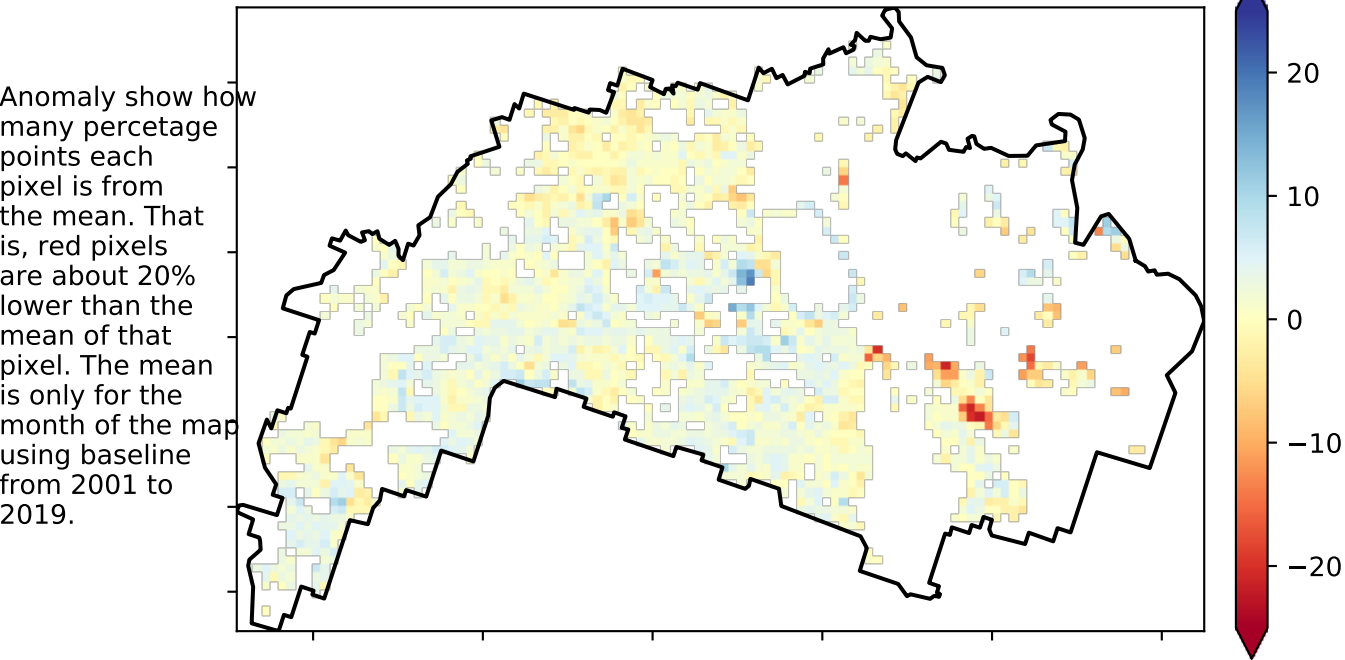 Anomaly show how
many percetage
points each
pixel is from
the mean. That
is, red pixels
are about 20%
lower than the
mean of that
pixel. The mean
is only for the
month of the map
using baseline
from 2001 to
2019.
20
10
0
−10
−20